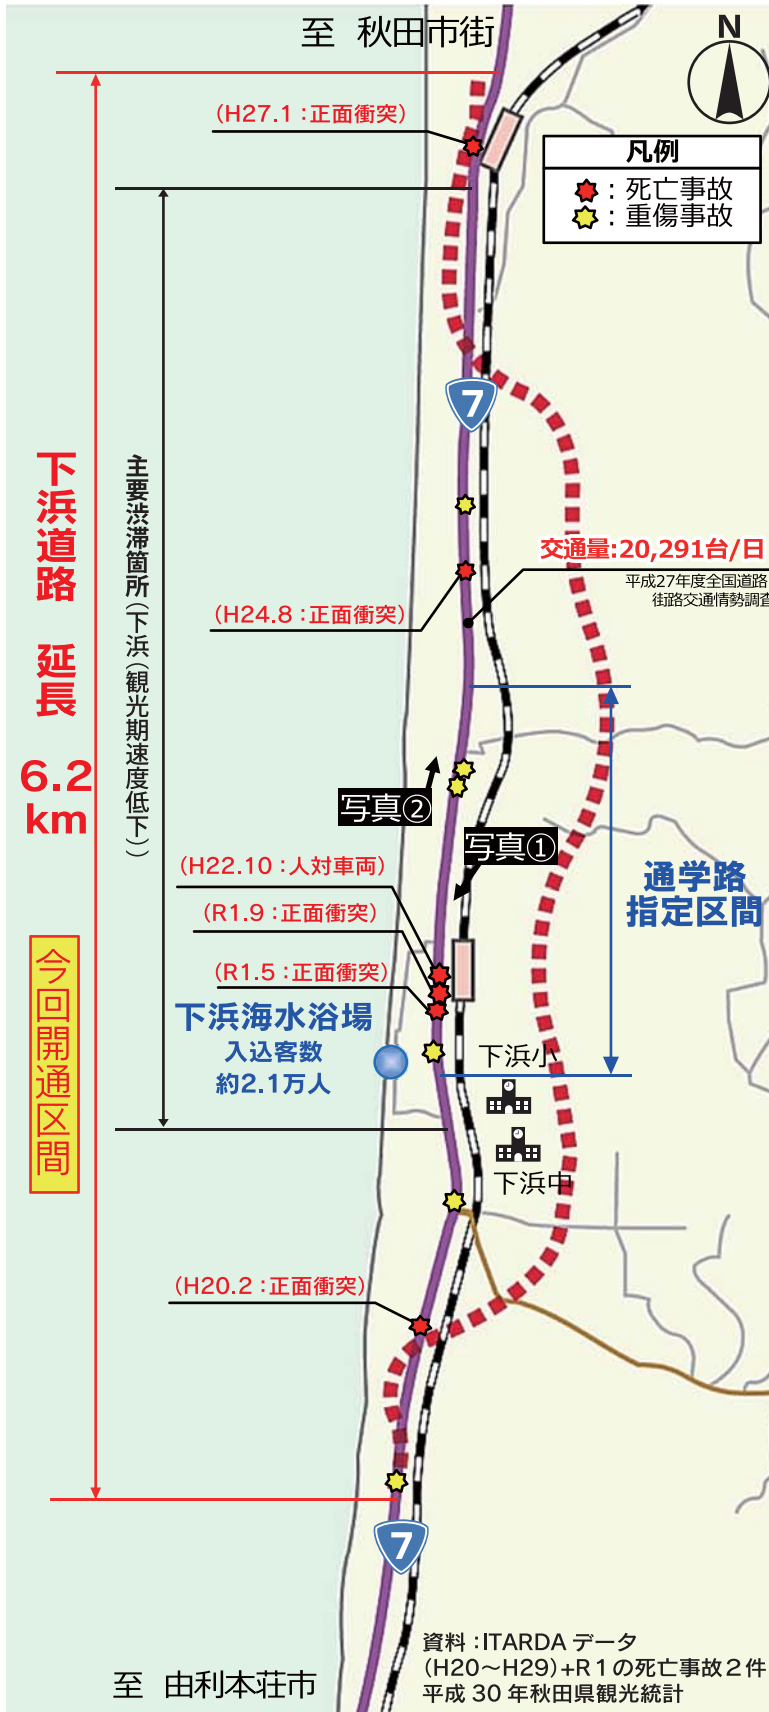 至 秋田市街
N
(H27.1：正面衝突)
凡例
：死亡事故
：重傷事故
7
下浜道路 延長
6.2
km
主要渋滞箇所（下浜（観光期速度低下））
交通量:20,291台/日
平成27年度全国道路・
街路交通情勢調査
(H24.8：正面衝突)
写真②
写真①
(H22.10：人対車両)
(R1.9：正面衝突)
(R1.5：正面衝突)
通学路
指定区間
今回開通区間
下浜海水浴場
入込客数
約2.1万人
下浜小
下浜中
(H20.2：正面衝突)
7
至 由利本荘市
資料：ITARDA データ
(H20～H29)+R1の死亡事故2件
平成 30 年秋田県観光統計